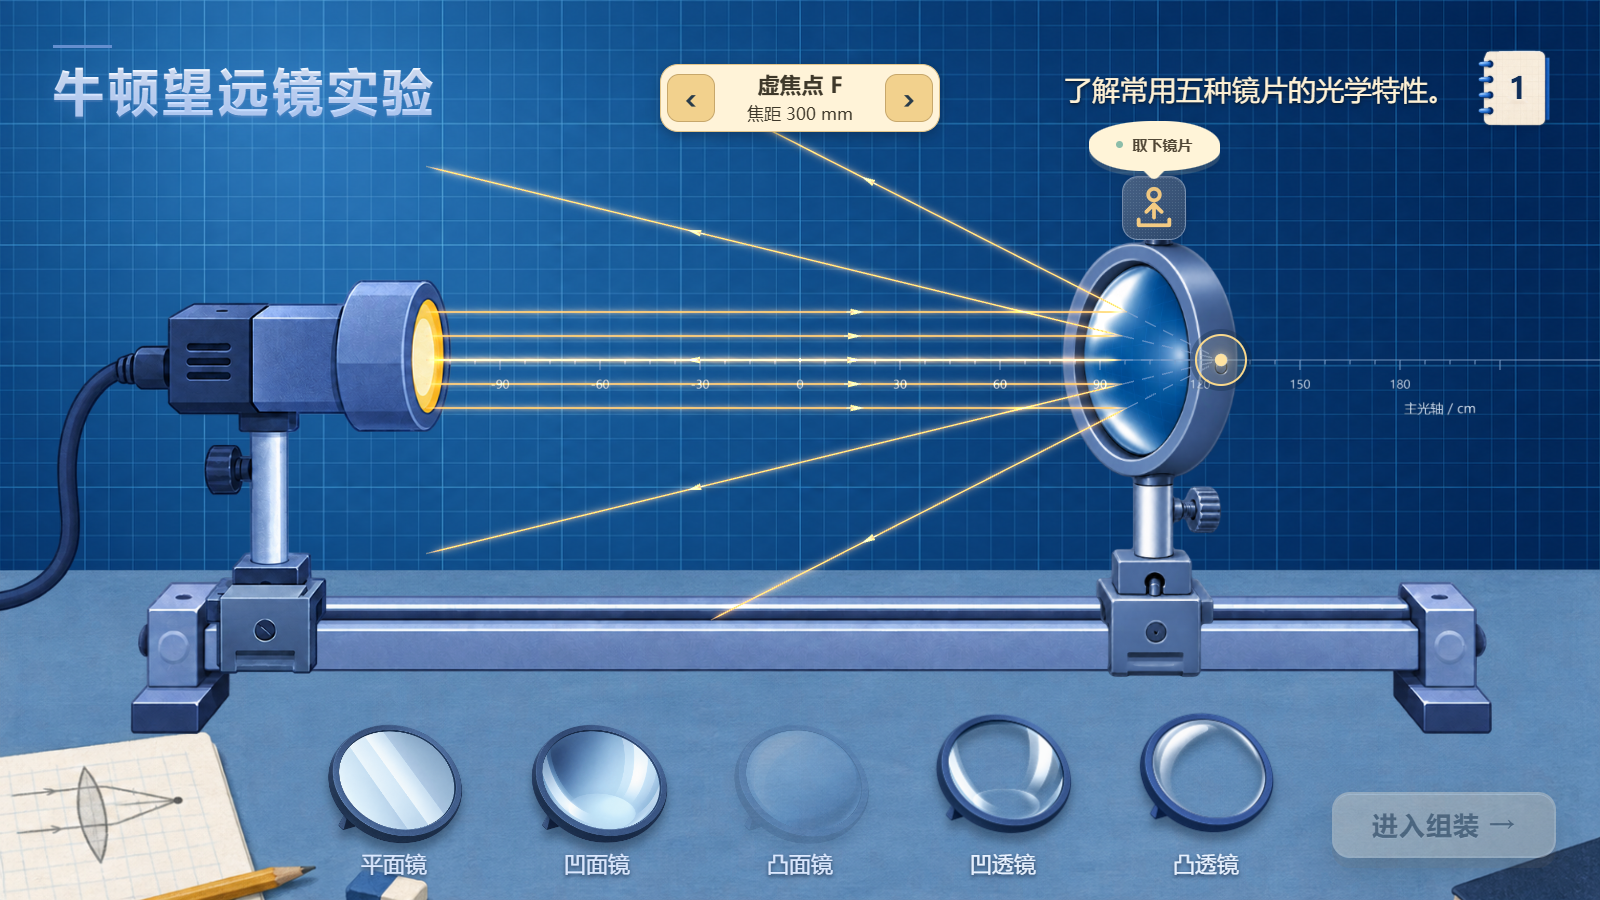 牛顿望远镜实验
‹
虚焦点 F
焦距 300 mm
›
了解常用五种镜片的光学特性。
1
取下镜片
-90 -60 -30 0 30 60 90 120 150 180
主光轴 / cm
平面镜
凹面镜
凸面镜
凹透镜
凸透镜
进入组装 →